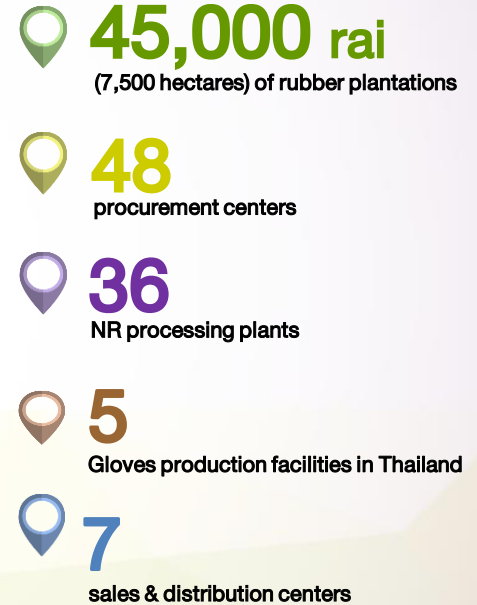 45,000 rai
(7,500 hectares) of rubber plantations
48
procurement centers
36
NR processing plants
5
Gloves production facilities in Thailand
7
sales & distribution centers